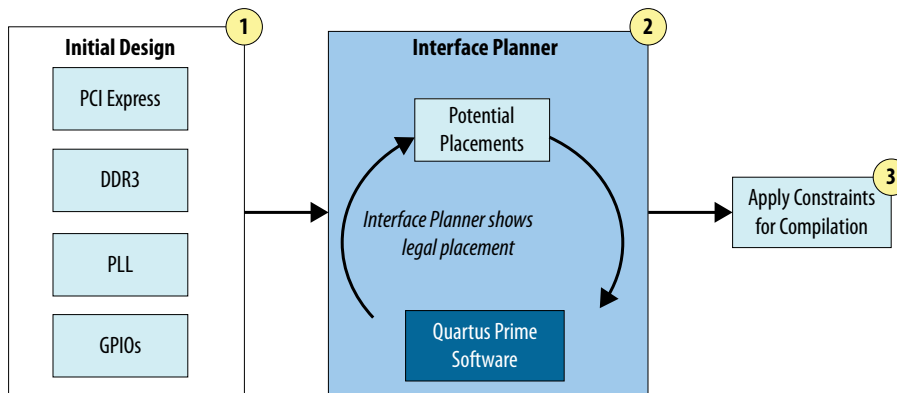 1
Initial Design
PCI Express
DDR3
PLL
GPIOs
2
Interface Planner
Potential
Placements
Interface Planner shows
legal placement
Quartus Prime
Software
3
Apply Constraints
for Compilation